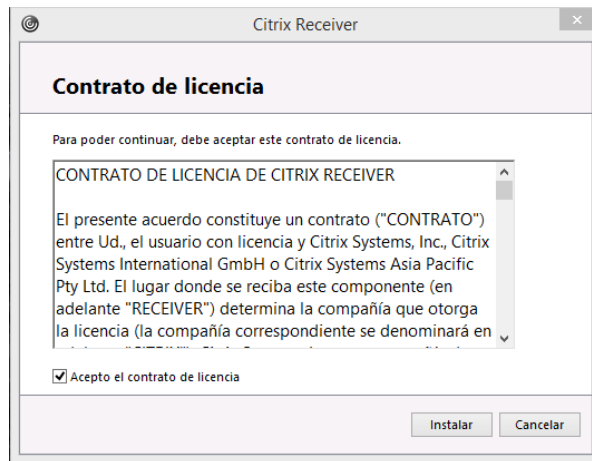 Citrix Receiver
Contrato de licencia
Para poder continuar, debe aceptar este contrato de licencia.
CONTRATO DE LICENCIA DE CITRIX RECEIVER
El presente acuerdo constituye un contrato ("CONTRATO")
entre Ud., el usuario con licencia y Citrix Systems, Inc., Citrix
Systems International GmbH o Citrix Systems Asia Pacific
Pty Ltd. El lugar donde se reciba este componente (en
adelante "RECEIVER") determina la compañía que otorga
la licencia (la compañía correspondiente se denominará en
Acepto el contrato de licencia
Instalar
Cancelar